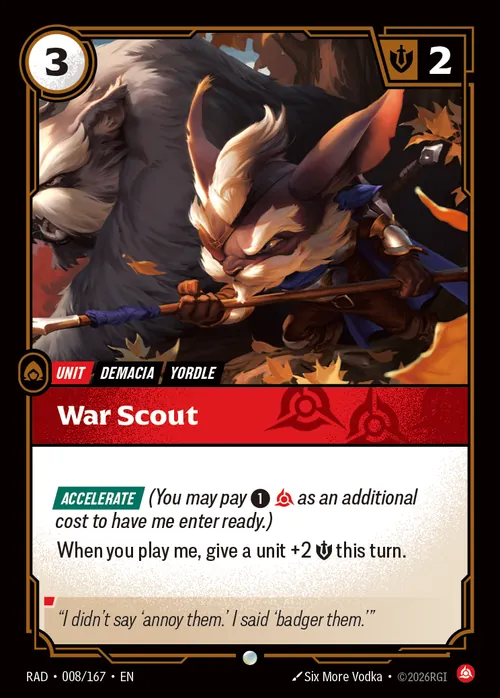 3
2
UNIT DEMACIA YORDLE
War Scout
ACCELERATE (You may pay 1 as an additional
cost to have me enter ready.)
When you play me, give a unit +2 this turn.
“I didn’t say ‘annoy them.’ I said ‘badger them.’”
RAD • 008/167 • EN
Six More Vodka • ©2026RGI